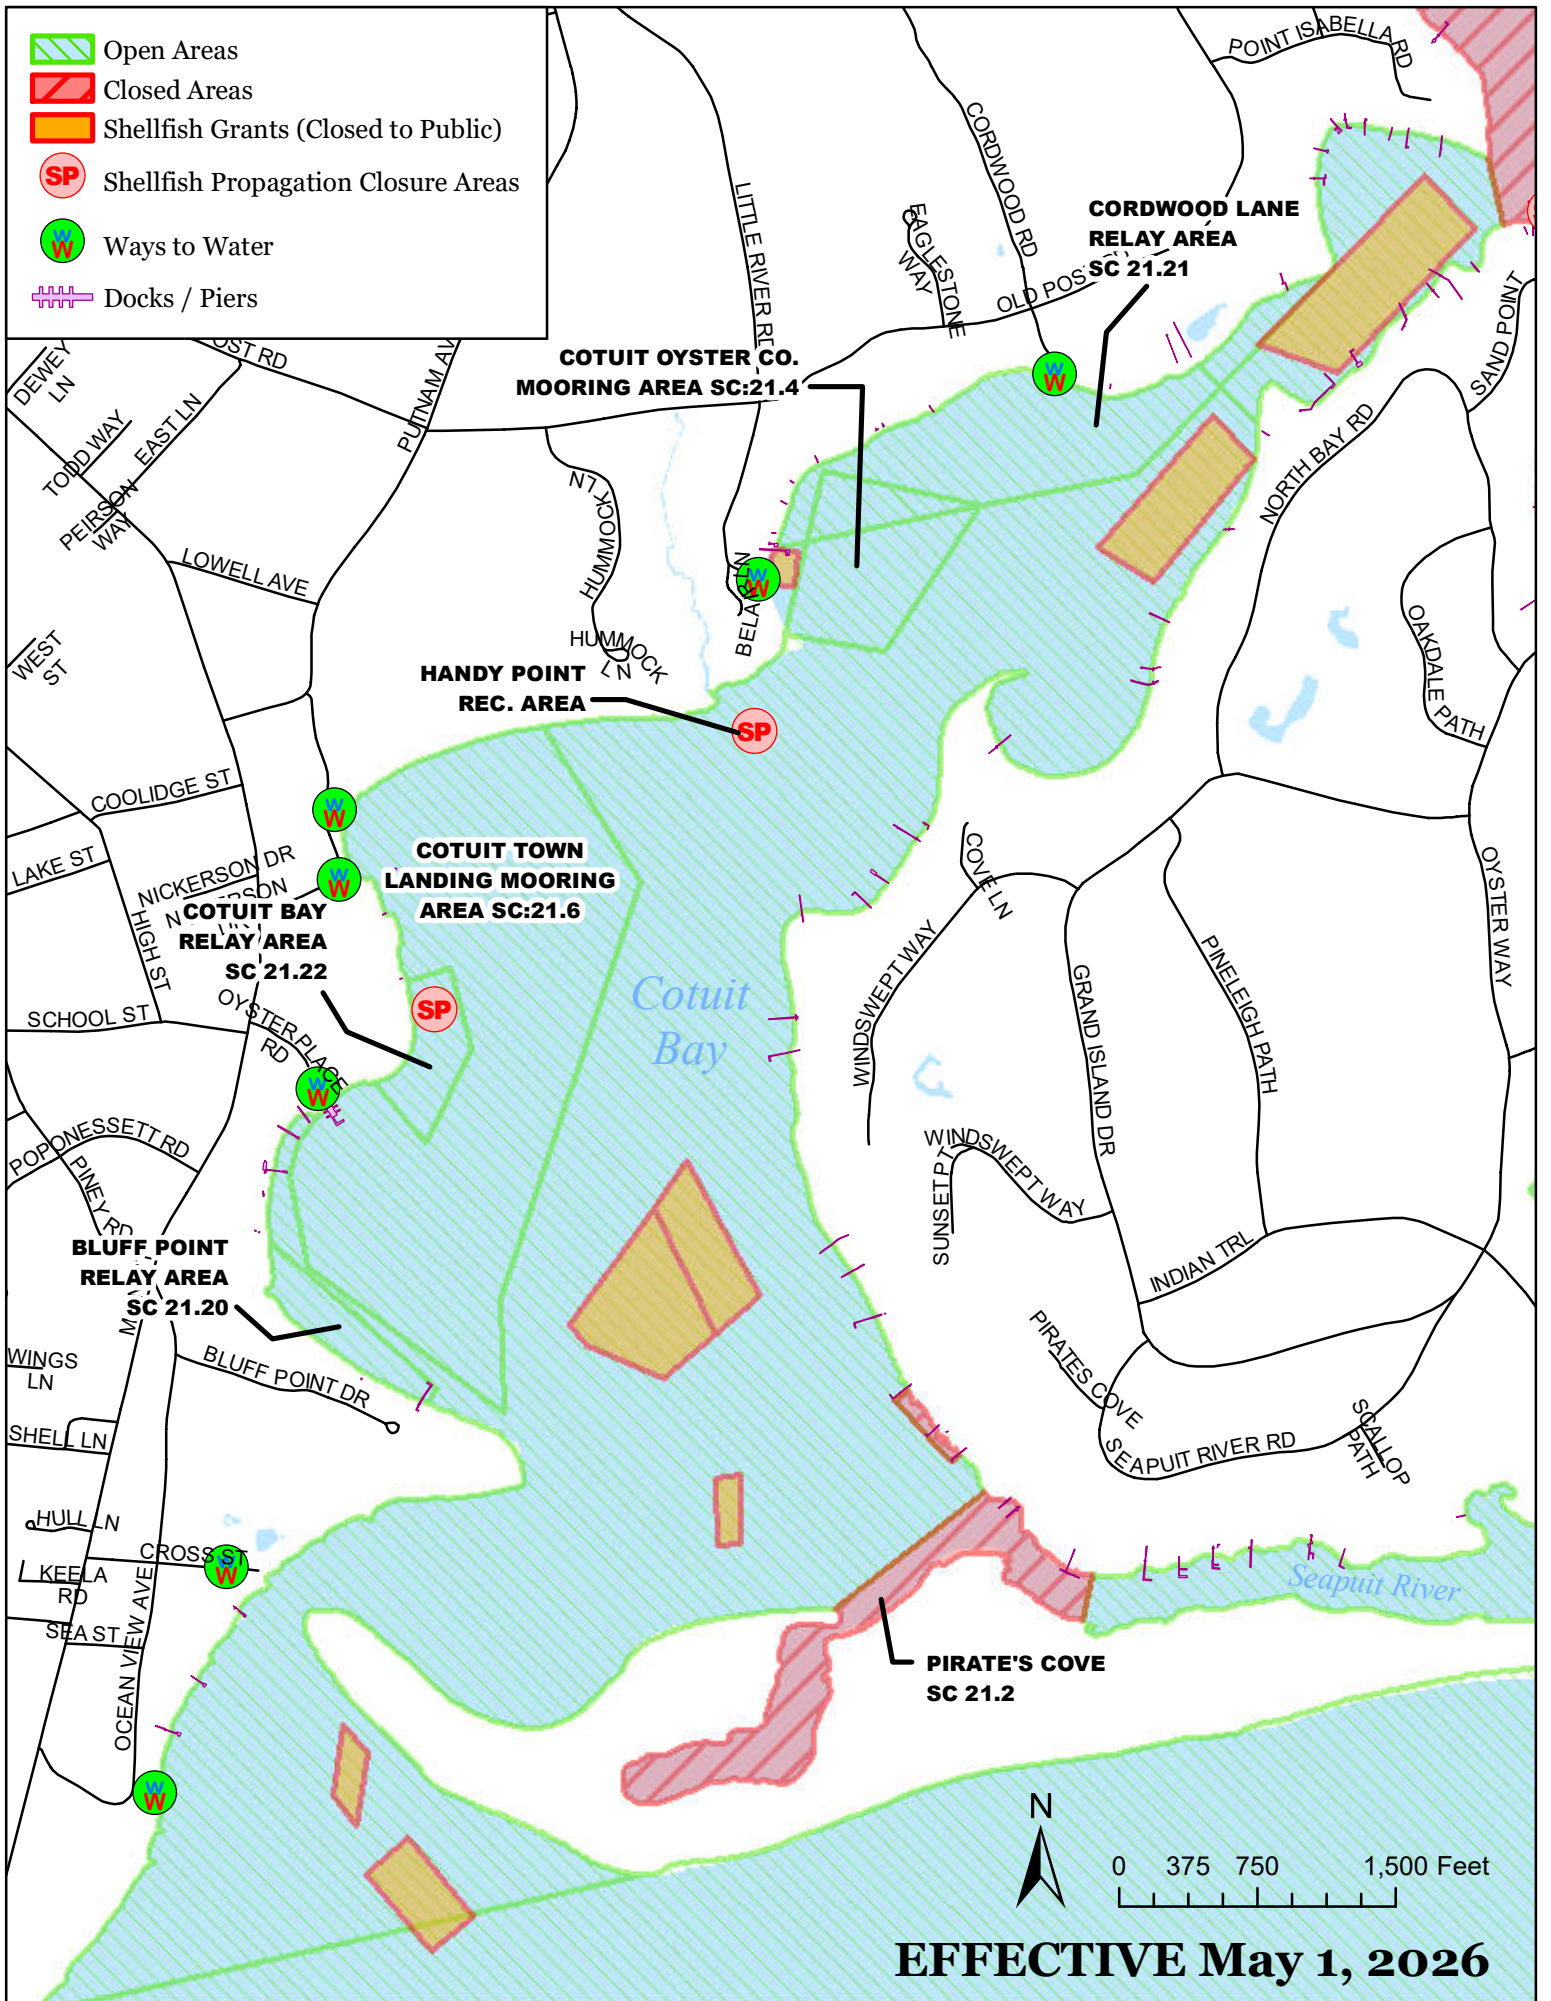 Open Areas
Closed Areas
Shellfish Grants (Closed to Public)
SP
Shellfish Propagation Closure Areas
W
W
Ways to Water
Docks / Piers
POINT ISABELLA RD
CORDWOOD RD
LITTLE RIVER RD
EAGLESTONE
WAY
CORDWOOD LANE
RELAY AREA
SC 21.21
OLD POS
SAND POINT
OST RD
DEWEY
LN
PUTNAM AV
COTUIT OYSTER CO.
MOORING AREA SC:21.4
W
W
EAST LN
TODD WAY
PEIRSON
WAY
NORTH BAY RD
HUMMOCK LN
LOWELL AVE
BELARI LN
W
W
WEST
ST
HUMMOCK
LN
OAKDALE PATH
HANDY POINT
REC. AREA
SP
COOLIDGE ST
W
W
LAKE ST
NICKERSON DR
W
W
COTUIT TOWN
LANDING MOORING
AREA SC:21.6
COVE LN
OYSTER WAY
COTUIT BAY
RELAY AREA
SC 21.22
HIGH ST
WINDSWEPT WAY
GRAND ISLAND DR
PINELEIGH PATH
Cotuit
Bay
SP
SCHOOL ST
OYSTER PLACE
RD
W
W
POPONESSETT RD
PINEY RD
WINDSWEPT WAY
SUNSET PT
BLUFF POINT
RELAY AREA
SC 21.20
M
INDIAN TRL
WINGS
LN
BLUFF POINT DR
PIRATES COVE
SHELL LN
SEAPUIT RIVER RD
SCALLOP
PATH
HULL LN
CROSS ST
W
W
KEELA
RD
Seapuit River
SEA ST
OCEAN VIEW AVE
PIRATE'S COVE
SC 21.2
W
W
N
0 375 750 1,500 Feet
EFFECTIVE May 1, 2026